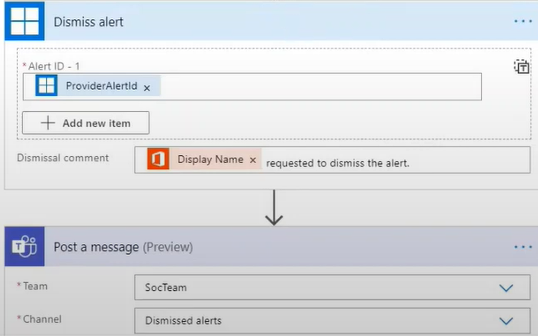 Dismiss alert
* Alert ID - 1
ProviderAlertId ×
+ Add new item
Dismissal comment
Display Name × requested to dismiss the alert.
Post a message (Preview)
* Team
SocTeam
* Channel
Dismissed alerts